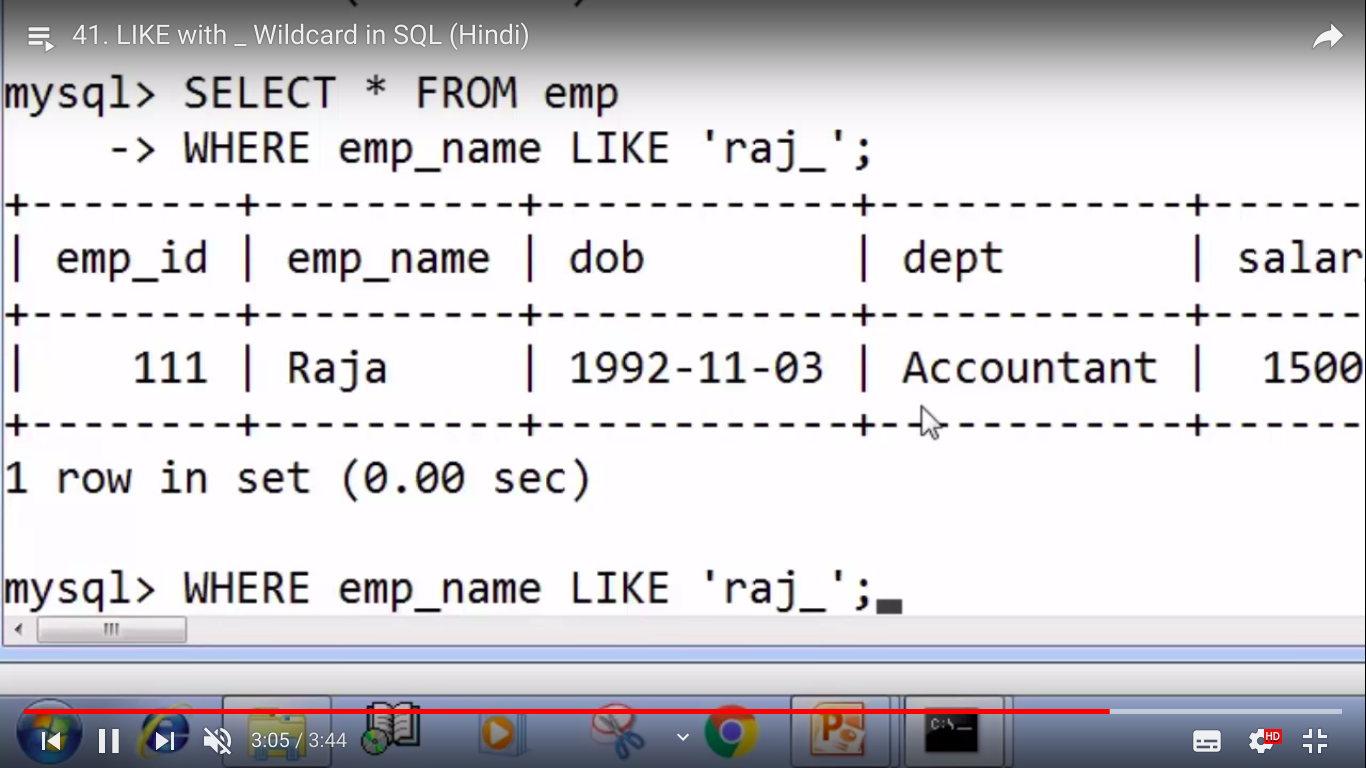 41. LIKE with _ Wildcard in SQL (Hindi)
mysql> SELECT * FROM emp
    -> WHERE emp_name LIKE 'raj_';
+--------+----------+------------+------------+-----
| emp_id | emp_name | dob        | dept       | salar
+--------+----------+------------+------------+-----
|    111 | Raja     | 1992-11-03 | Accountant |  1500
+--------+----------+------------+------------+-----
1 row in set (0.00 sec)
mysql> WHERE emp_name LIKE 'raj_';
3:05 / 3:44
HD
C:\_